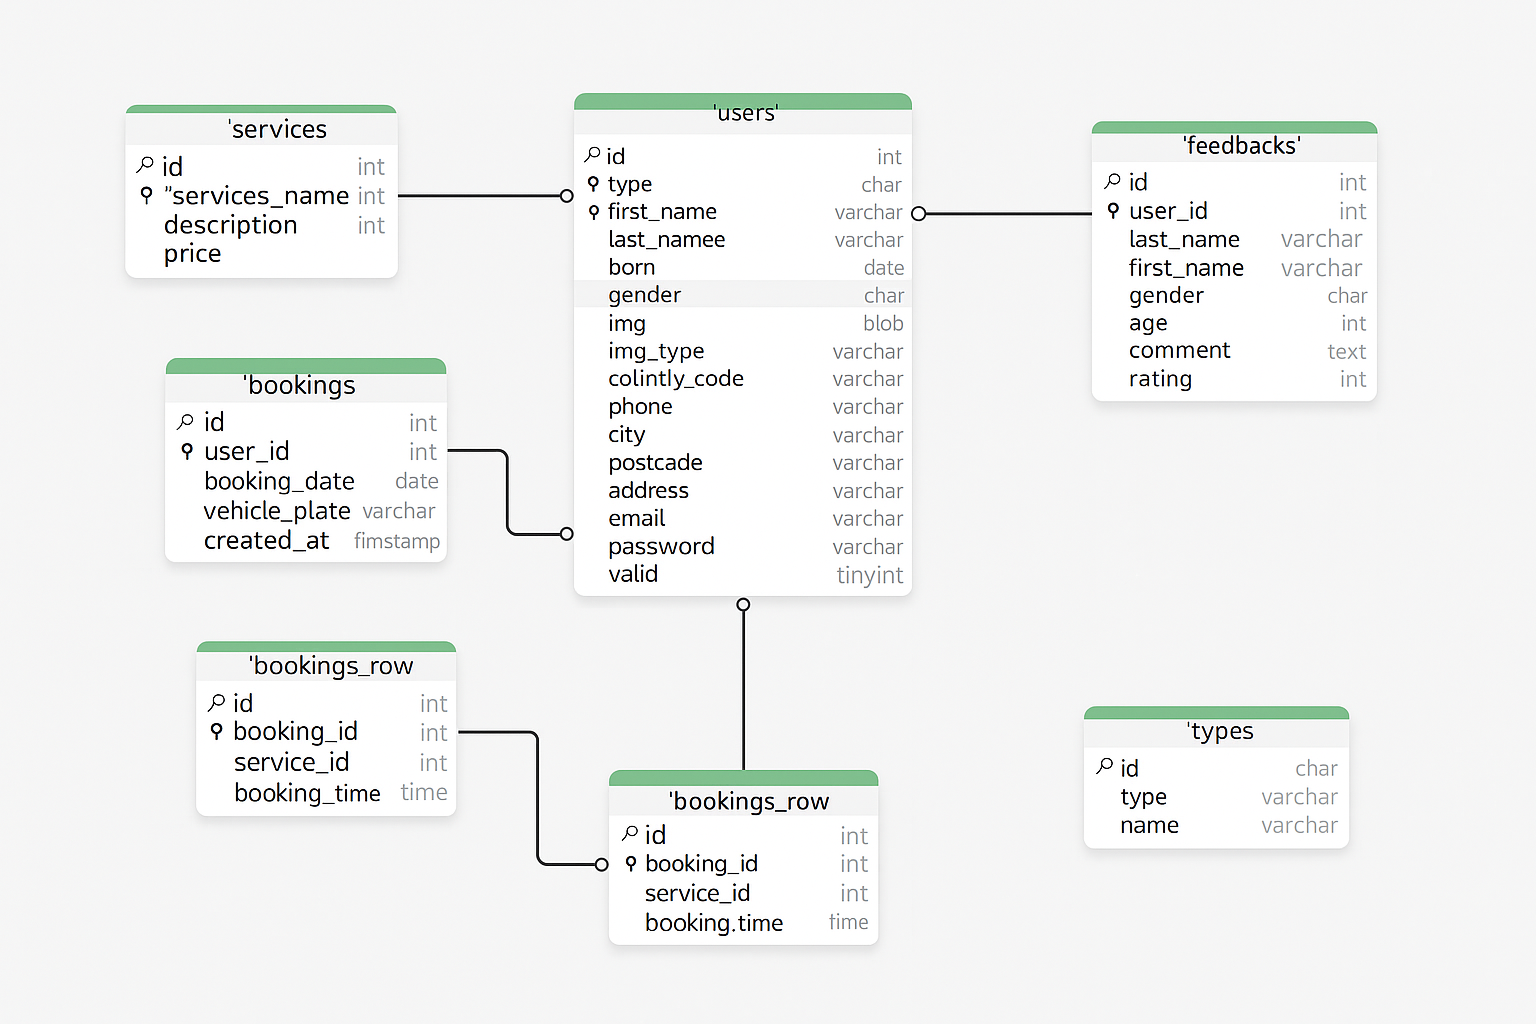 'services
id int
"services_name int
description int
price
'users'
id int
type char
first_name varchar
last_namee varchar
born date
gender char
img blob
img_type varchar
colintly_code varchar
phone varchar
city varchar
postcade varchar
address varchar
email varchar
password varchar
valid tinyint
'feedbacks'
id int
user_id int
last_name varchar
first_name varchar
gender char
age int
comment text
rating int
'bookings
id int
user_id int
booking_date date
vehicle_plate varchar
created_at fimstamp
'bookings_row
id int
booking_id int
service_id int
booking_time time
'bookings_row
id int
booking_id int
service_id int
booking.time fime
'types
id char
type varchar
name varchar